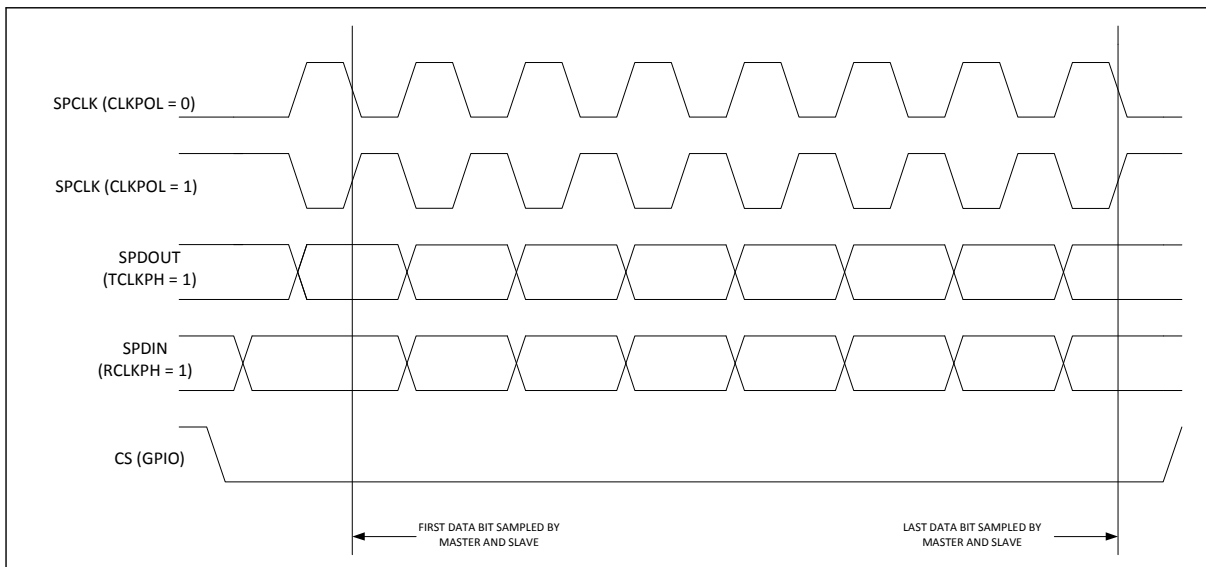 SPCLK (CLKPOL = 0)
SPCLK (CLKPOL = 1)
SPDOUT
(TCLKPH = 1)
SPDIN
(RCLKPH = 1)
CS (GPIO)
FIRST DATA BIT SAMPLED BY
MASTER AND SLAVE
LAST DATA BIT SAMPLED BY
MASTER AND SLAVE